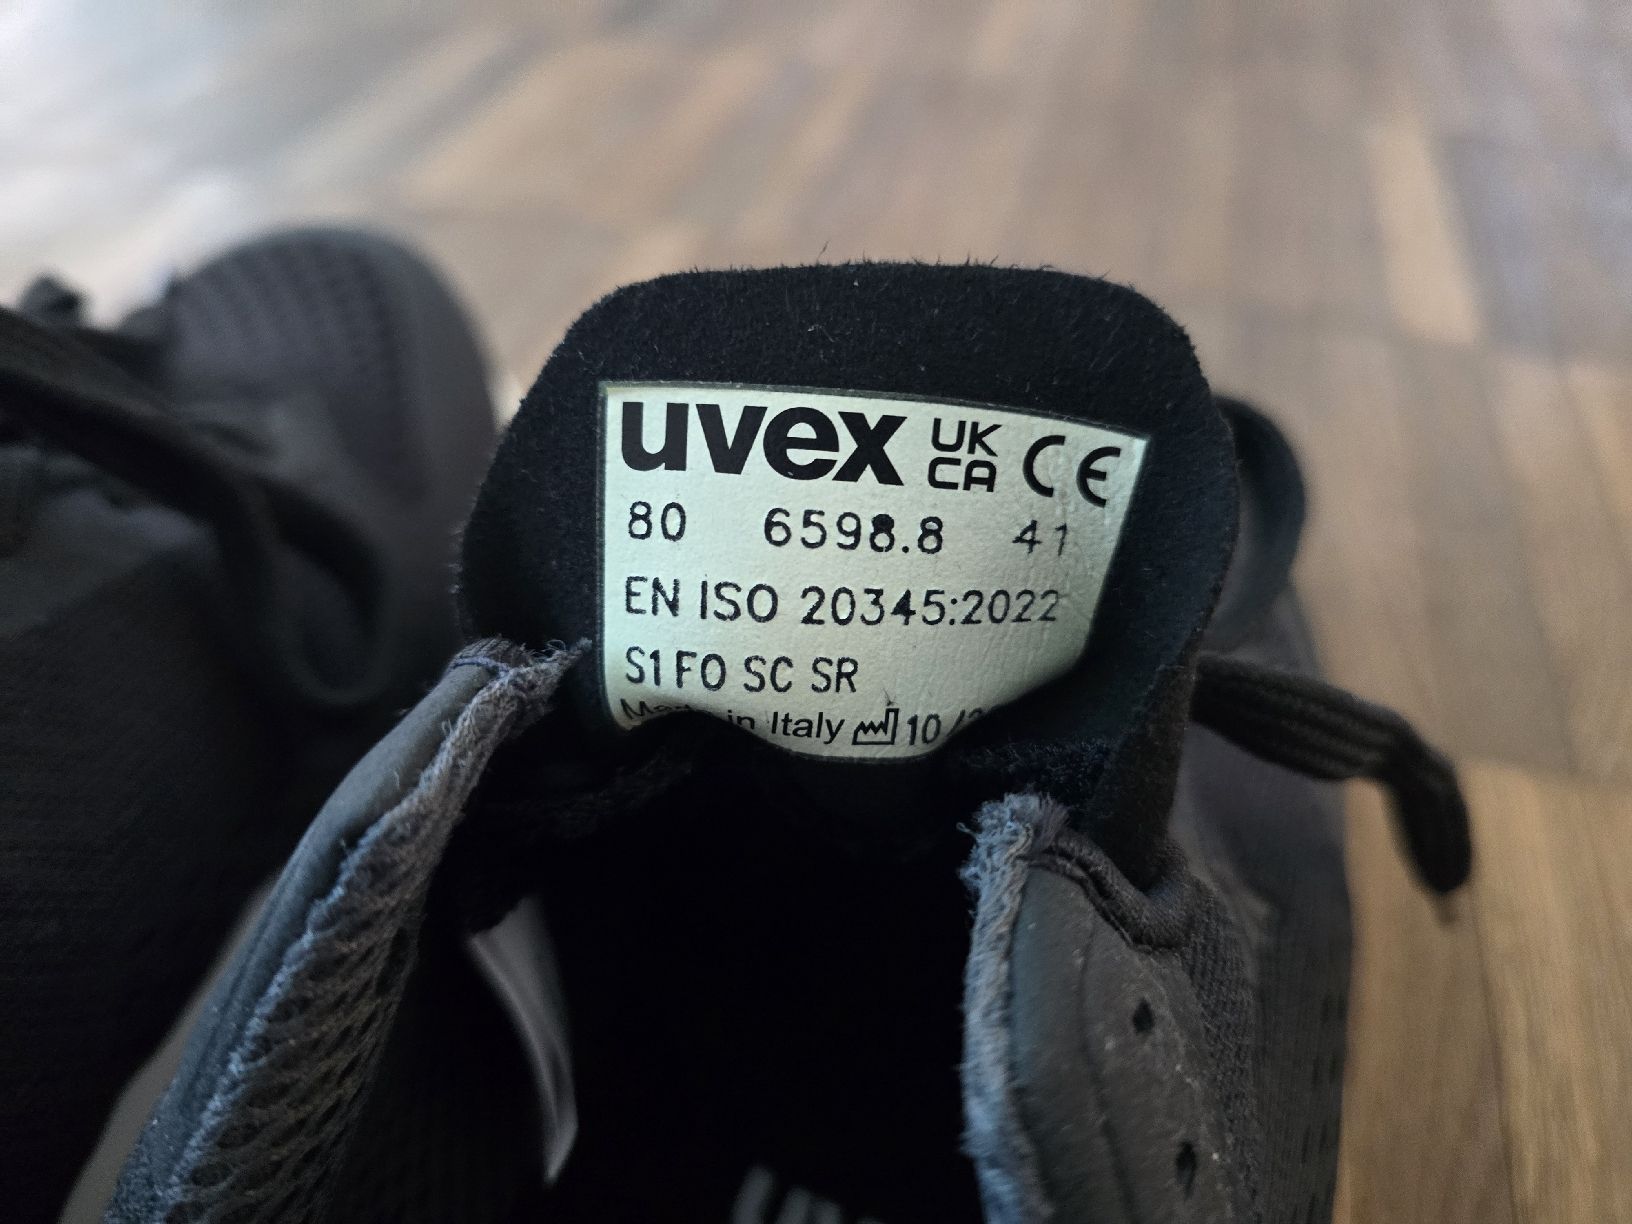 uvex UK CA CE
80 6598.8 41
EN ISO 20345:2022
S1 FO SC SR
Made in Italy 10